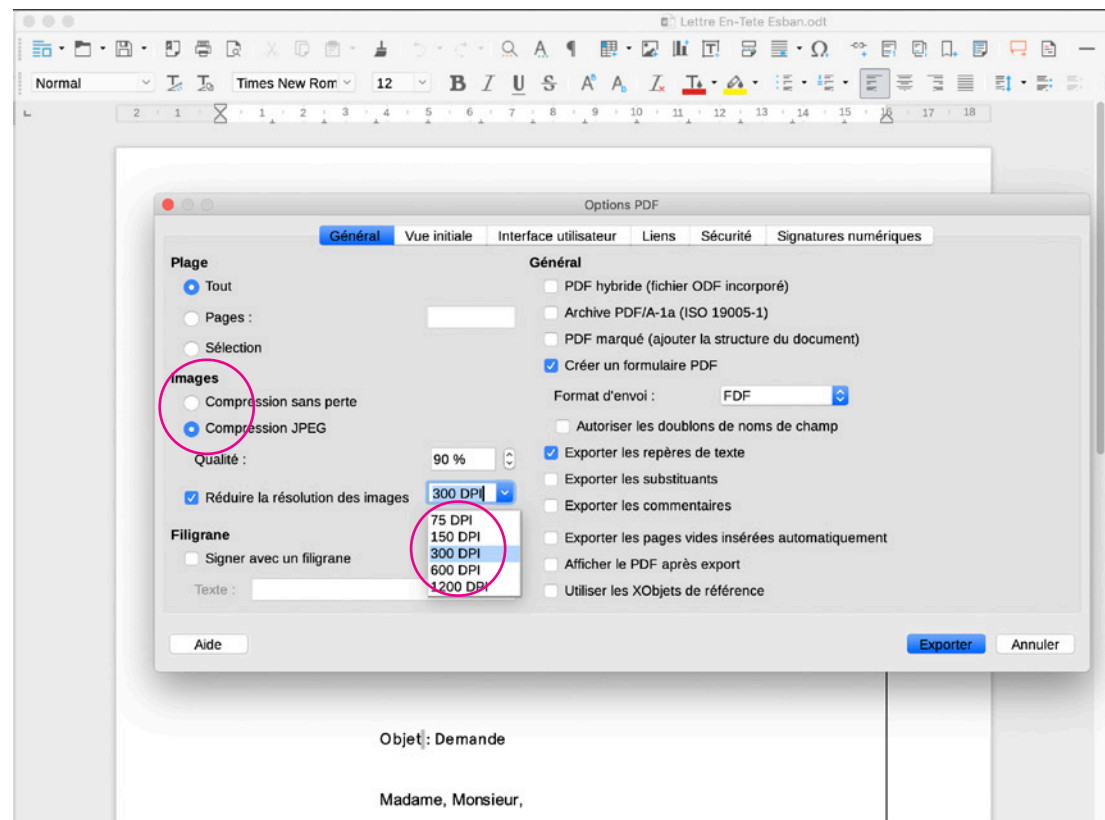 Lettre En-Tete Esban.odt
Normal
Times New Rom
12
2 1 1 2 3 4 5 6 7 8 9 10 11 12 13 14 15 16 17 18
Options PDF
Général Vue initiale Interface utilisateur Liens Sécurité Signatures numériques
Plage
Tout
Pages :
Sélection
Images
Compression sans perte
Compression JPEG
Qualité : 90 %
Réduire la résolution des images 300 DPI
75 DPI
150 DPI
300 DPI
600 DPI
1200 DPI
Filigrane
Signer avec un filigrane
Texte :
Général
PDF hybride (fichier ODF incorporé)
Archive PDF/A-1a (ISO 19005-1)
PDF marqué (ajouter la structure du document)
Créer un formulaire PDF
Format d'envoi : FDF
Autoriser les doublons de noms de champ
Exporter les repères de texte
Exporter les substituants
Exporter les commentaires
Exporter les pages vides insérées automatiquement
Afficher le PDF après export
Utiliser les XObjets de référence
Aide
Exporter
Annuler
Objet : Demande
Madame, Monsieur,